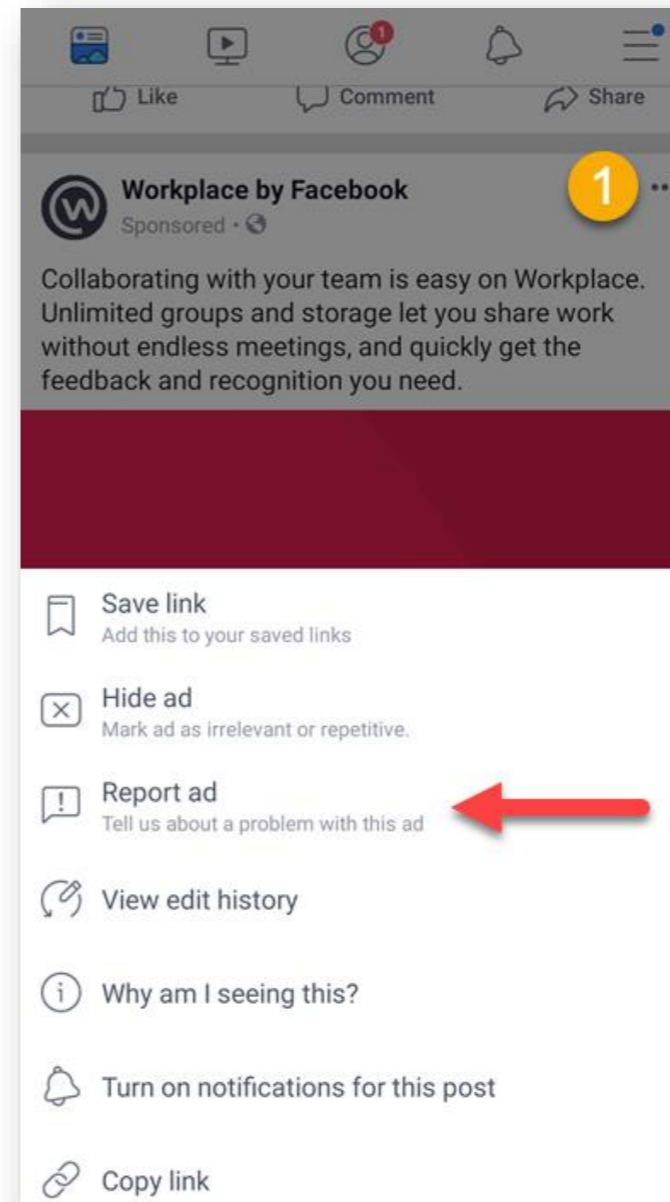 1
Like Comment Share
Workplace by Facebook 1
Sponsored ·
Collaborating with your team is easy on Workplace.
Unlimited groups and storage let you share work
without endless meetings, and quickly get the
feedback and recognition you need.
Save link
Add this to your saved links
Hide ad
Mark ad as irrelevant or repetitive.
Report ad
Tell us about a problem with this ad
View edit history
Why am I seeing this?
Turn on notifications for this post
Copy link